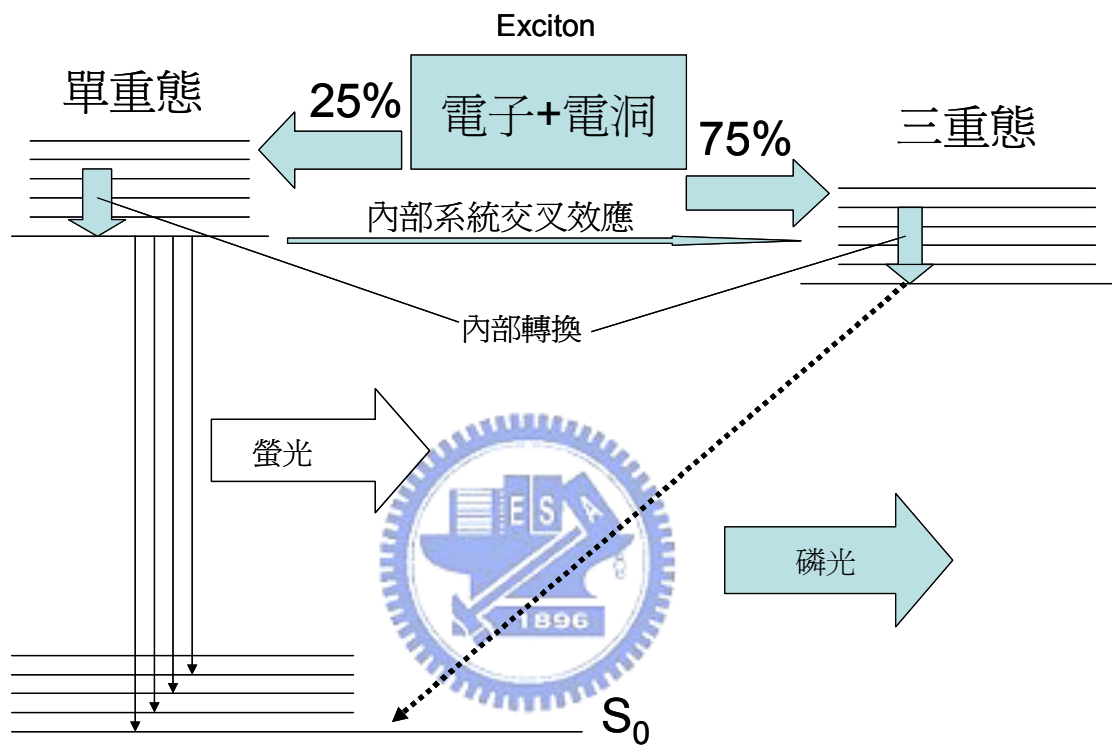 Exciton
單重態
25%
電子+電洞
75%
三重態
內部系統交叉效應
內部轉換
螢光
E S A
磷光
1896
S₀